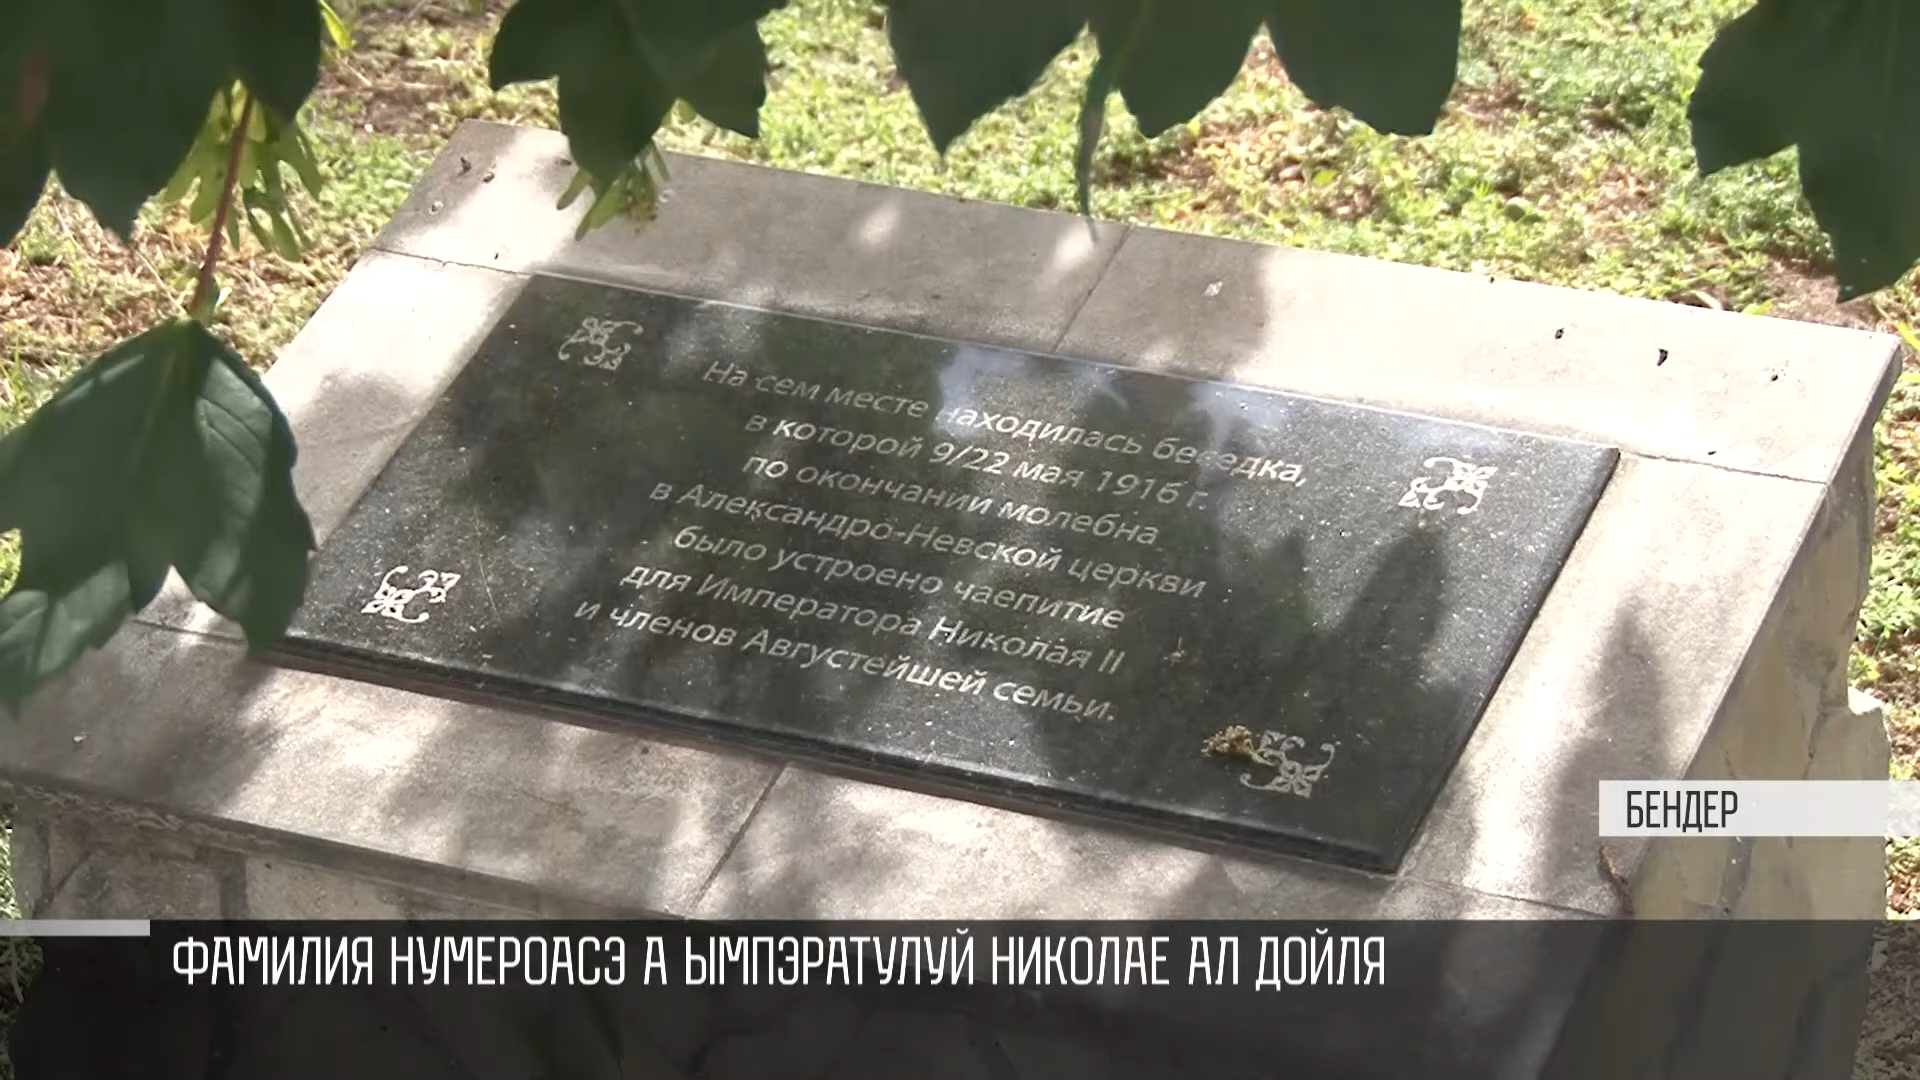 На сем месте находилась беседка,
в которой 9/22 мая 1916 г.
по окончании молебна
в Александро-Невской церкви
было устроено чаепитие
для Императора Николая II
и членов Августейшей семьи.
БЕНДЕР
ФАМИЛИЯ НУМЕРОАСЭ А ЫМПЭРАТУЛУЙ НИКОЛАЕ АЛ ДОЙЛЯ